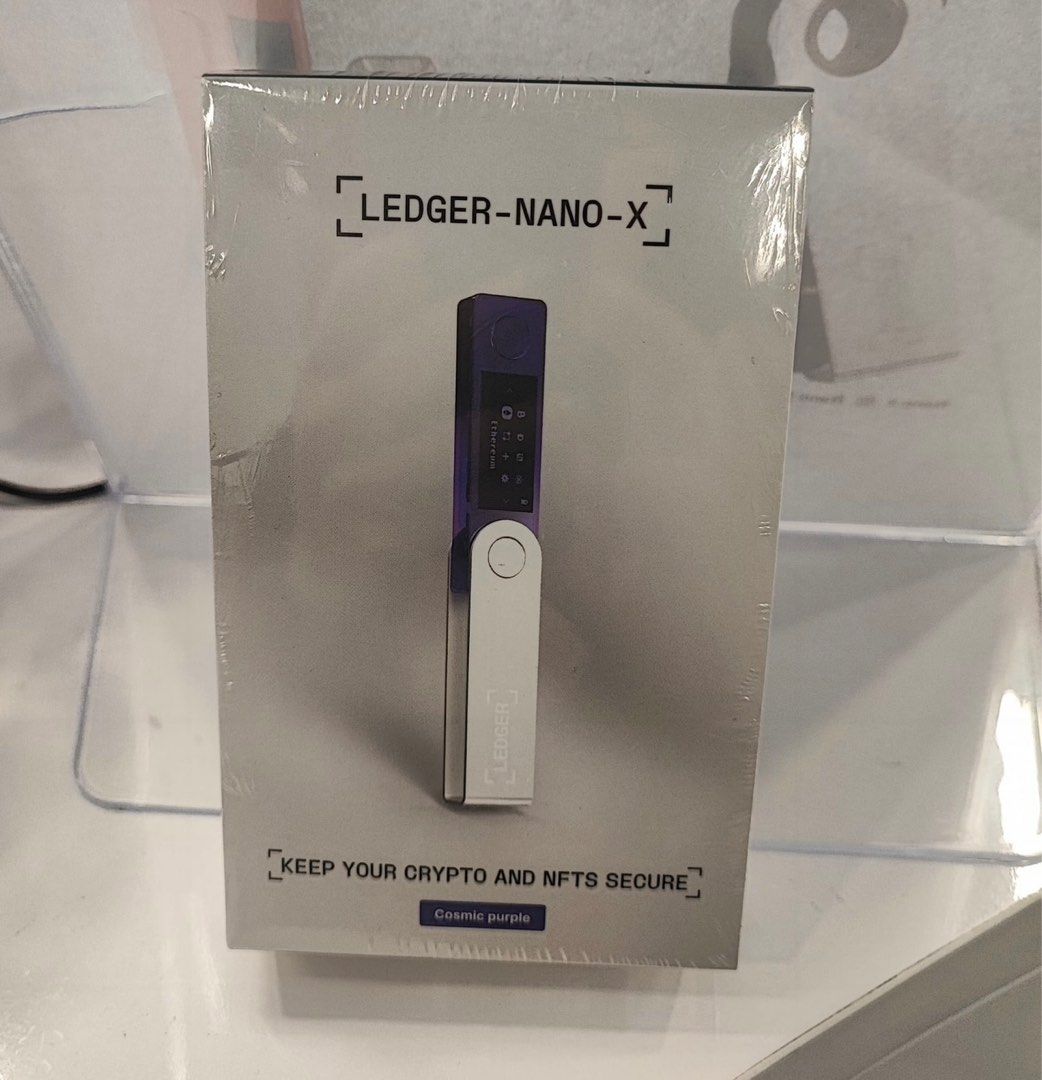 LEDGER-NANO-X
Ethereum
LEDGER
KEEP YOUR CRYPTO AND NFTS SECURE
Cosmic purple